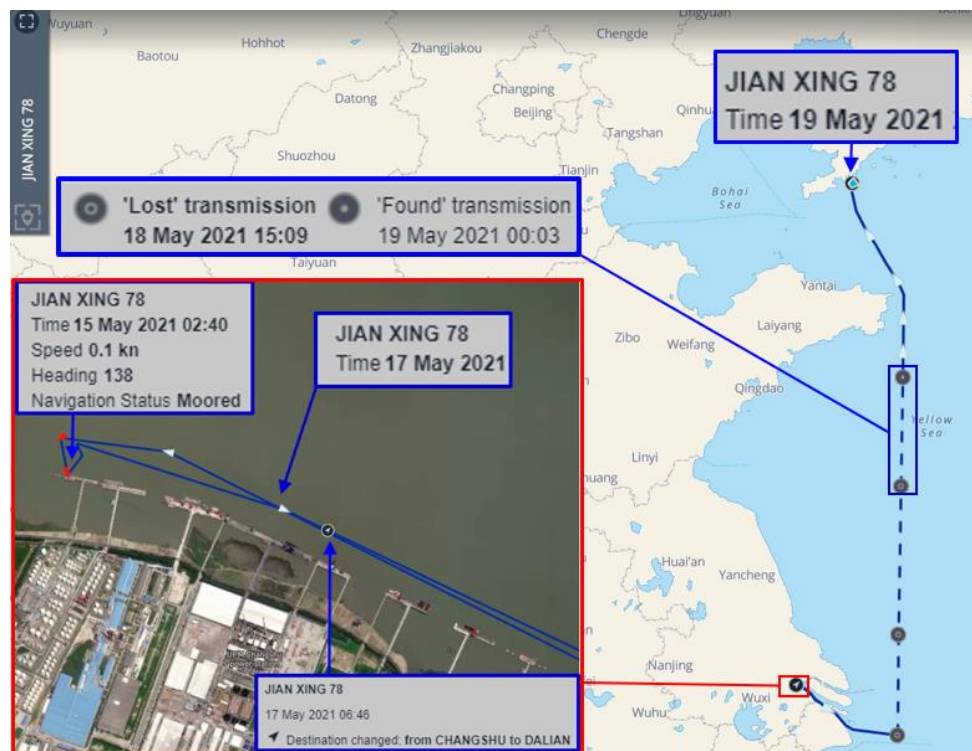 Wuyuan
Hohhot
Baotou
Zhangjiakou
Chengde
Lingyuan
JIAN XING 78
JIAN XING 78
Time 19 May 2021
Datong
Changping
Beijing
Tangshan
Shuozhou
Tianjin
Bohai
Sea
'Lost' transmission
18 May 2021 15:09
'Found' transmission
19 May 2021 00:03
Taiyuan
Yantai
Laiyang
Zibo
Weifang
Qingdao
Yellow
Sea
JIAN XING 78
Time 15 May 2021 02:40
Speed 0.1 kn
Heading 138
Navigation Status Moored
JIAN XING 78
Time 17 May 2021
Linyi
Huai'an
Yancheng
Nanjing
Wuxi
Wuhu
JIAN XING 78
17 May 2021 06:46
Destination changed: from CHANGSHU to DALIAN